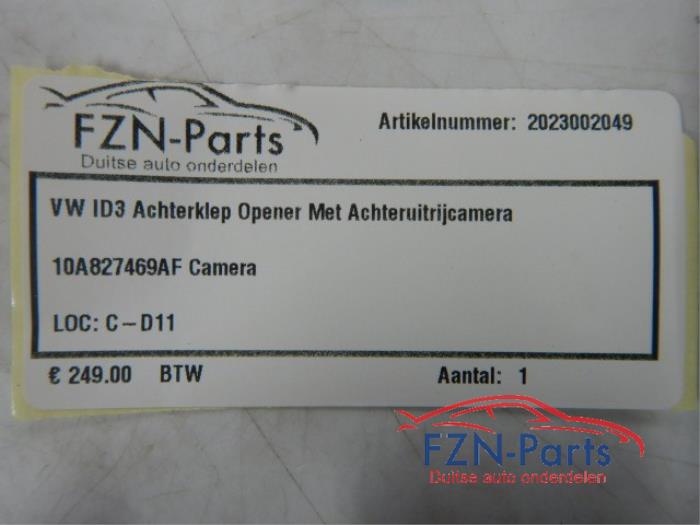 FZN-Parts
Duitse auto onderdelen
Artikelnummer: 2023002049
VW ID3 Achterklep Opener Met Achteruitrijcamera
10A827469AF Camera
LOC: C-D11
€ 249.00 BTW
Aantal: 1
FZN-Parts
Duitse auto onderdelen